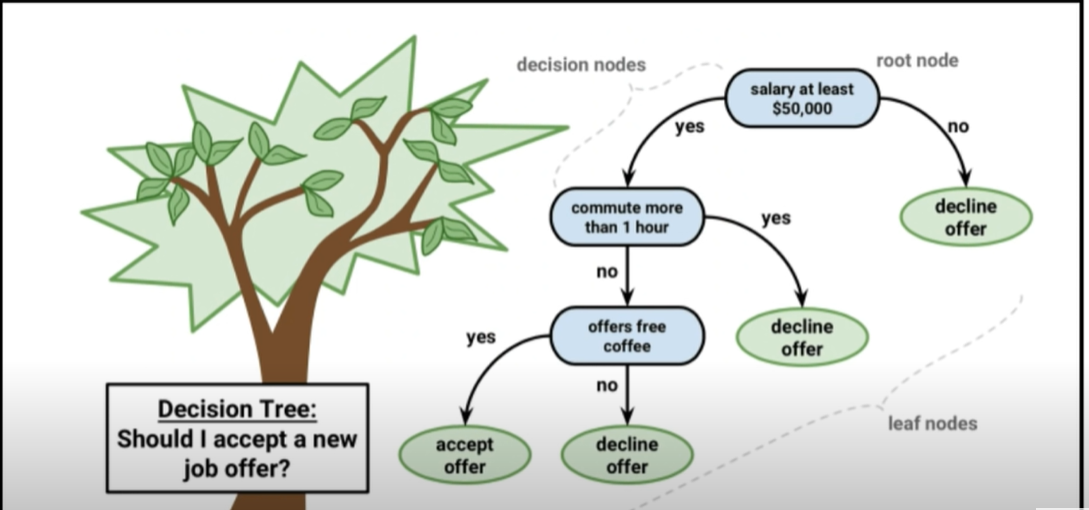 decision nodes
root node
salary at least
$50,000
yes
no
commute more
than 1 hour
decline
offer
yes
no
offers free
coffee
decline
offer
yes
no
accept
offer
decline
offer
leaf nodes
Decision Tree:
Should I accept a new
job offer?